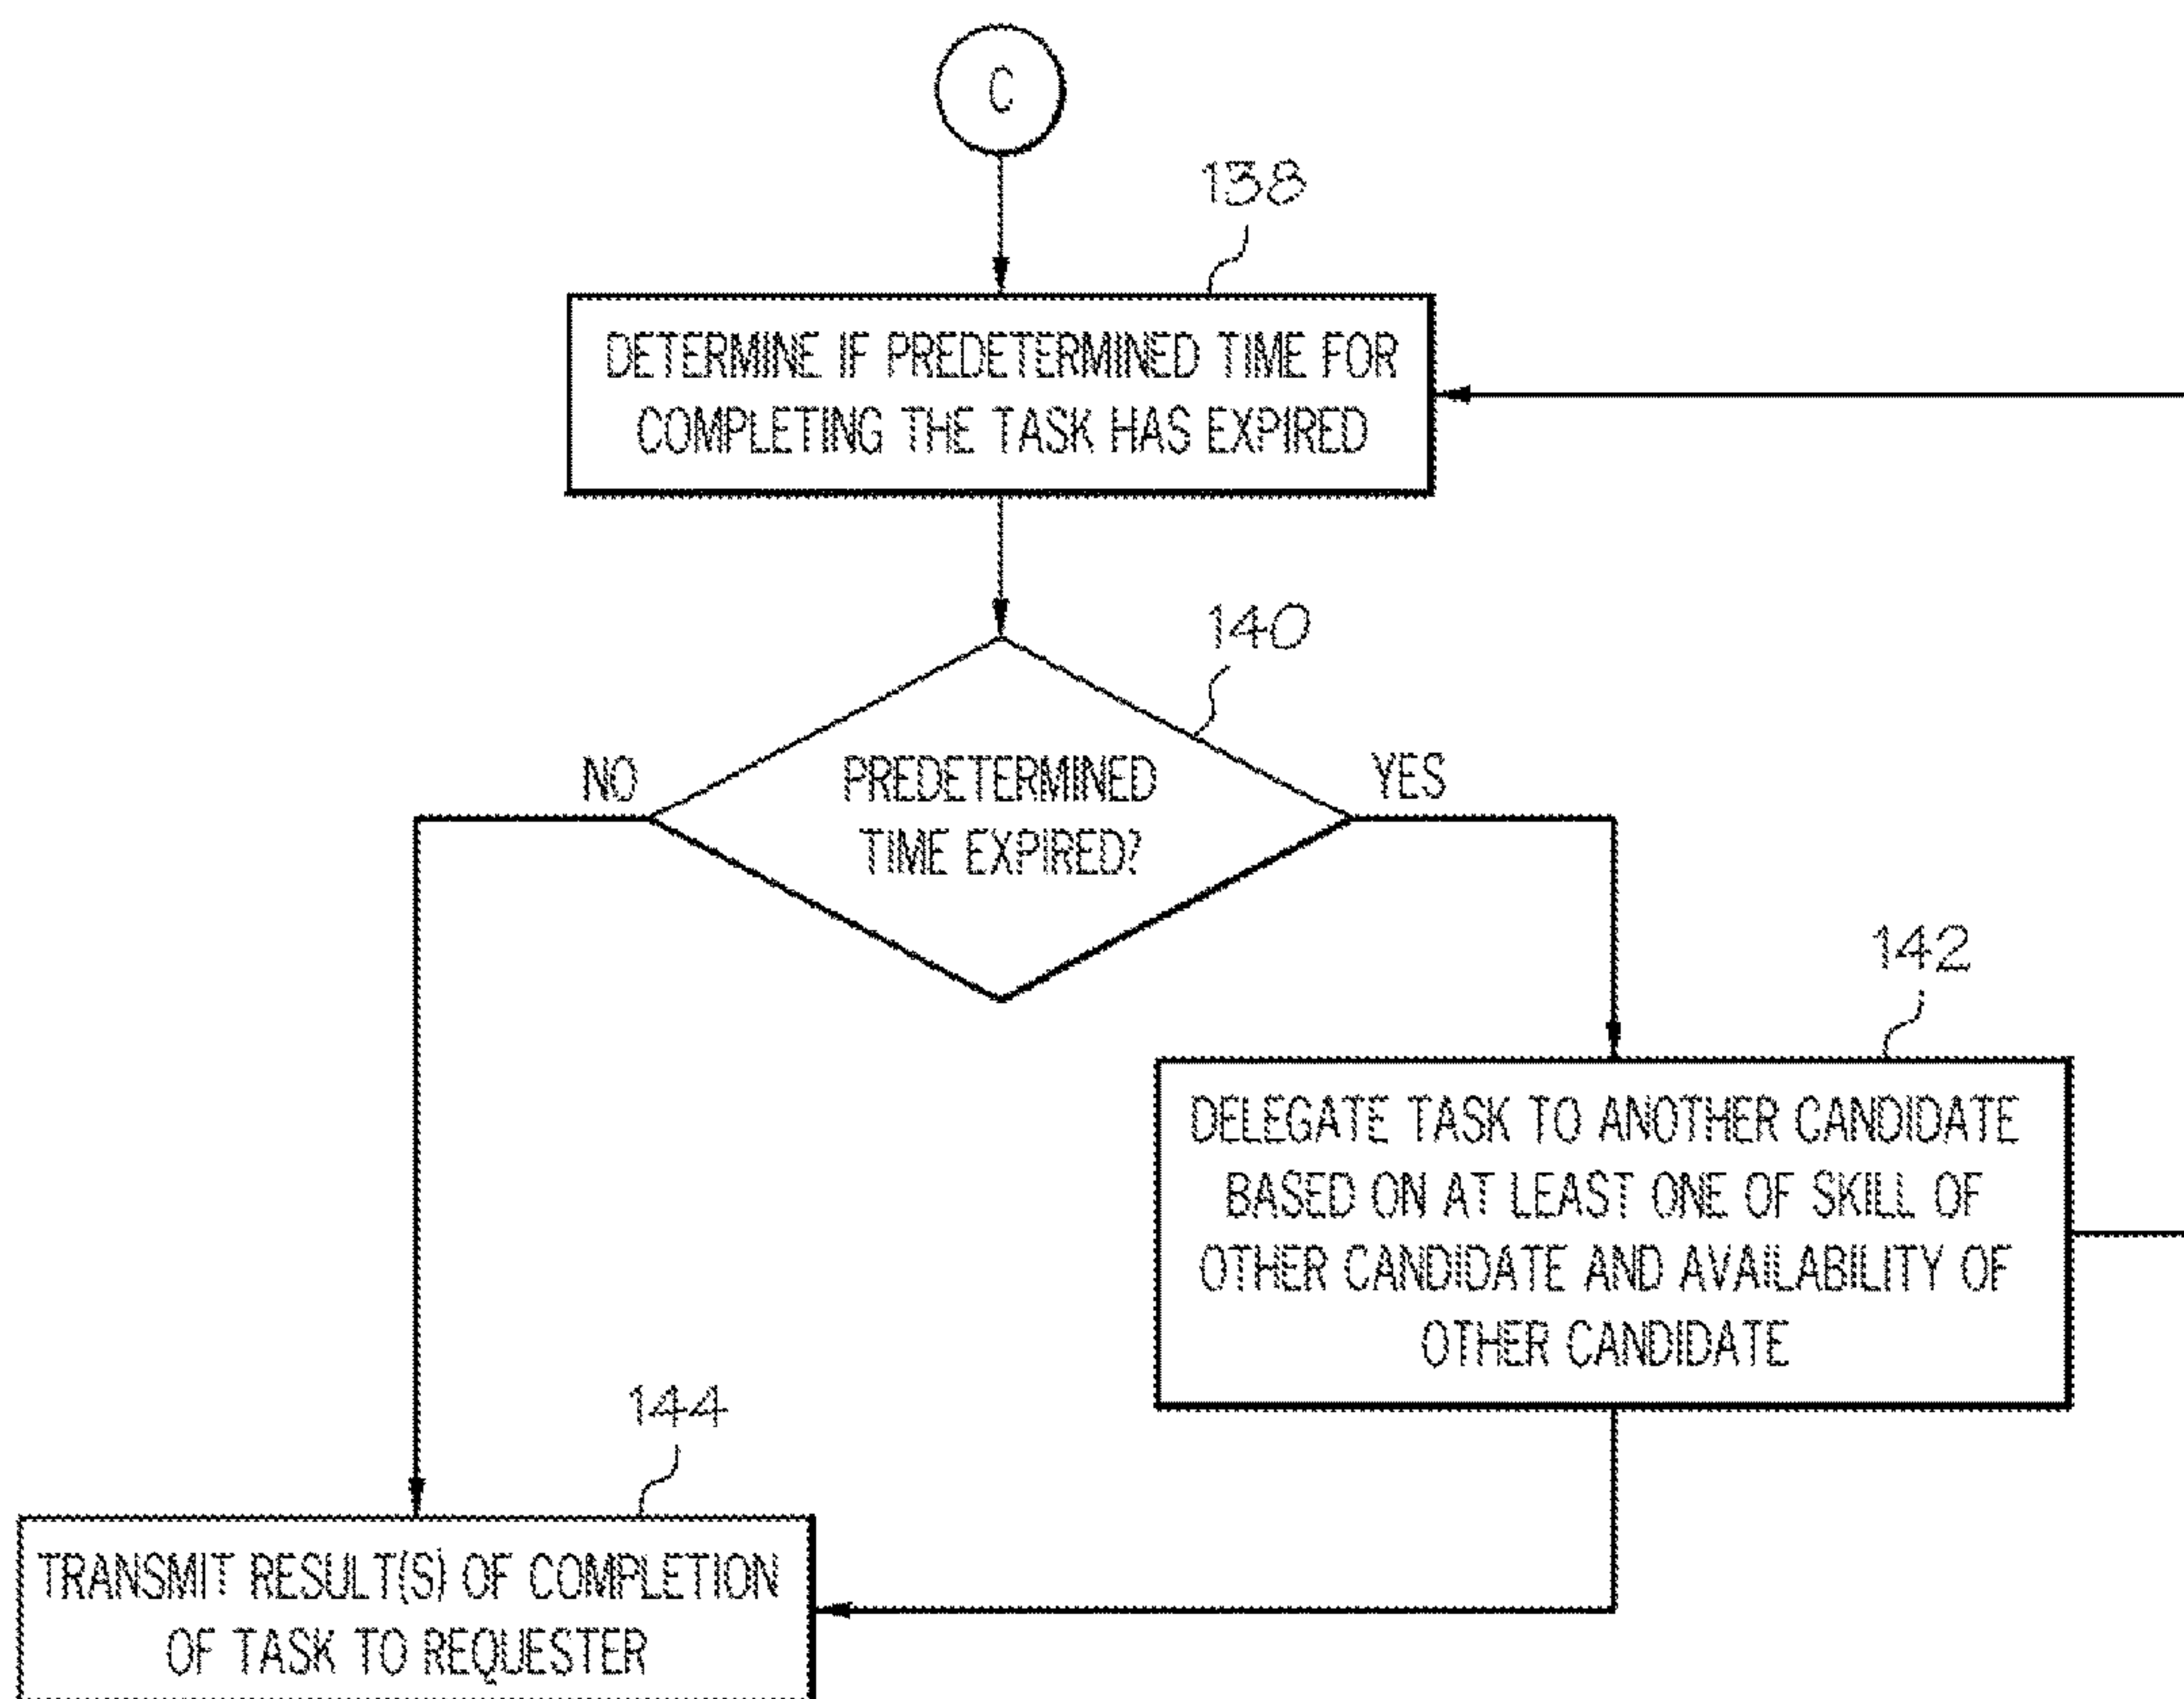 C
138
DETERMINE IF PREDETERMINED TIME FOR
COMPLETING THE TASK HAS EXPIRED
140
NO
PREDETERMINED
TIME EXPIRED?
YES
142
DELEGATE TASK TO ANOTHER CANDIDATE
BASED ON AT LEAST ONE OF SKILL OF
OTHER CANDIDATE AND AVAILABILITY OF
OTHER CANDIDATE
144
TRANSMIT RESULT(S) OF COMPLETION
OF TASK TO REQUESTER